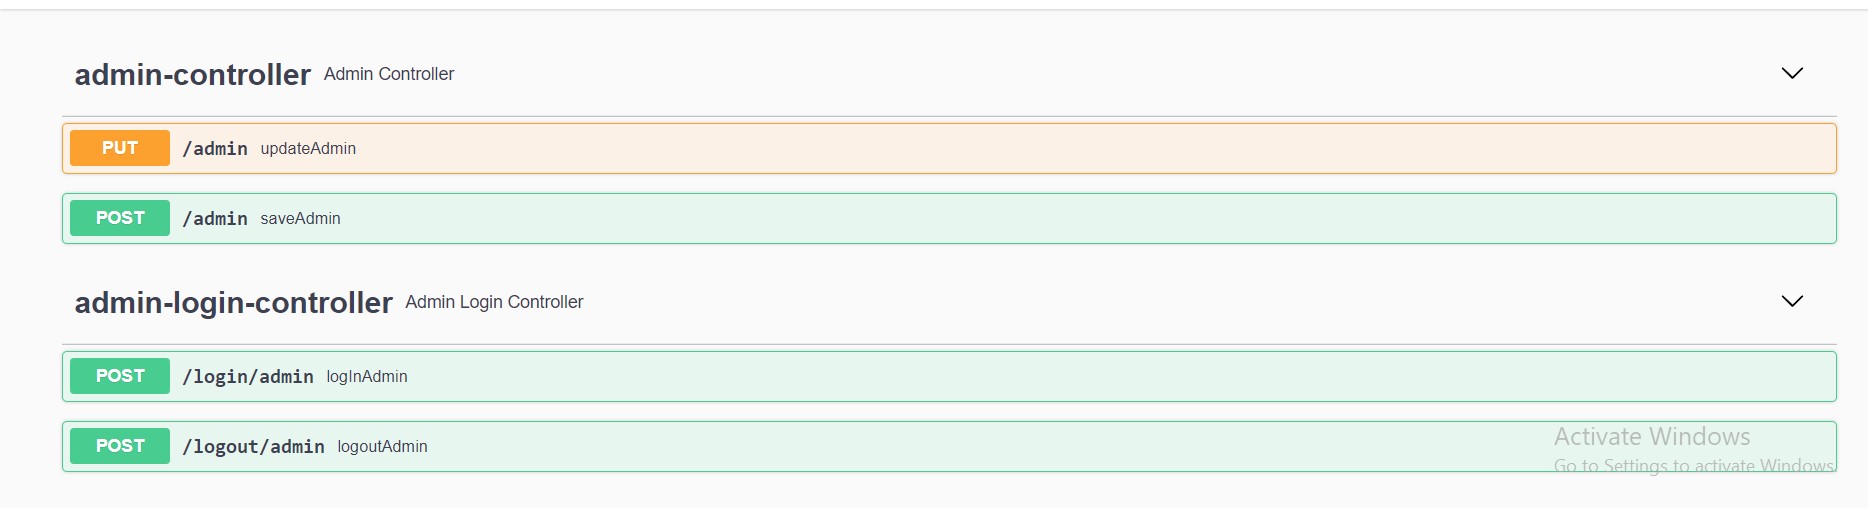 admin-controller Admin Controller
PUT /admin updateAdmin
POST /admin saveAdmin
admin-login-controller Admin Login Controller
POST /login/admin logInAdmin
POST /logout/admin logoutAdmin
Activate Windows
Go to Settings to activate Windows.